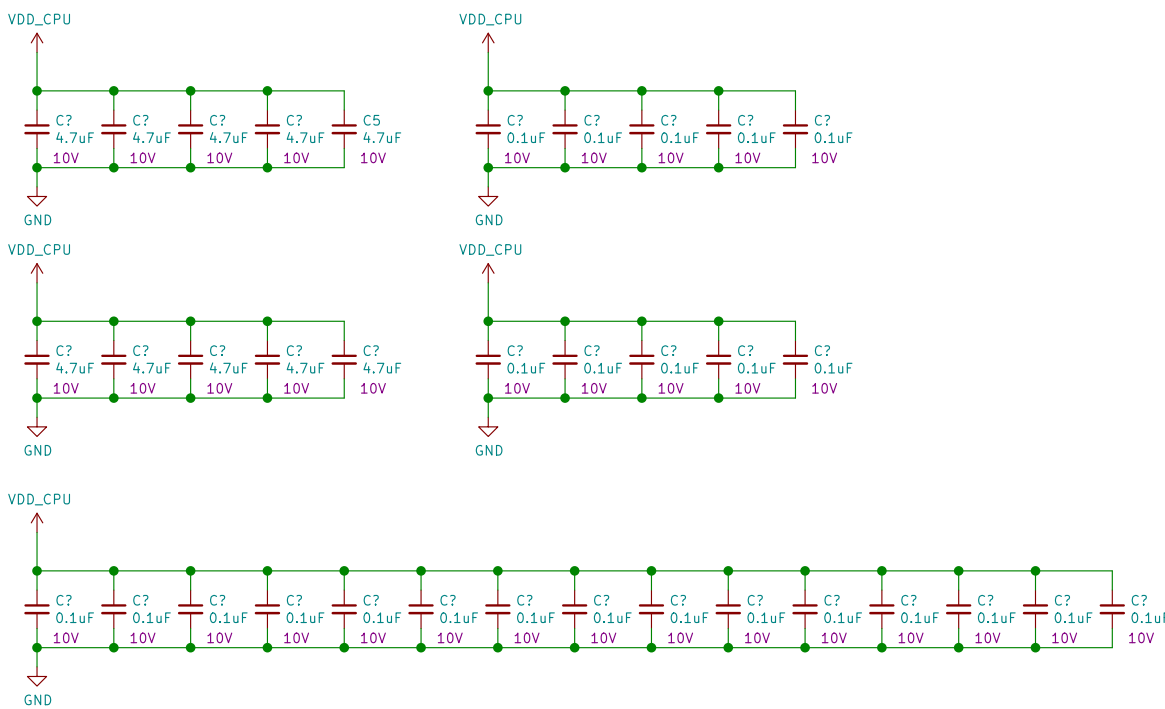 VDD_CPU VDD_CPU
C? C? C? C? C5 C? C? C? C? C?
4.7uF 4.7uF 4.7uF 4.7uF 4.7uF 0.1uF 0.1uF 0.1uF 0.1uF 0.1uF
10V 10V 10V 10V 10V 10V 10V 10V 10V 10V
GND GND
VDD_CPU VDD_CPU
C? C? C? C? C? C? C? C? C? C?
4.7uF 4.7uF 4.7uF 4.7uF 4.7uF 0.1uF 0.1uF 0.1uF 0.1uF 0.1uF
10V 10V 10V 10V 10V 10V 10V 10V 10V 10V
GND GND
VDD_CPU
C? C? C? C? C? C? C? C? C? C? C? C? C? C? C?
0.1uF 0.1uF 0.1uF 0.1uF 0.1uF 0.1uF 0.1uF 0.1uF 0.1uF 0.1uF 0.1uF 0.1uF 0.1uF 0.1uF
10V 10V 10V 10V 10V 10V 10V 10V 10V 10V 10V 10V 10V 10V 10V
GND